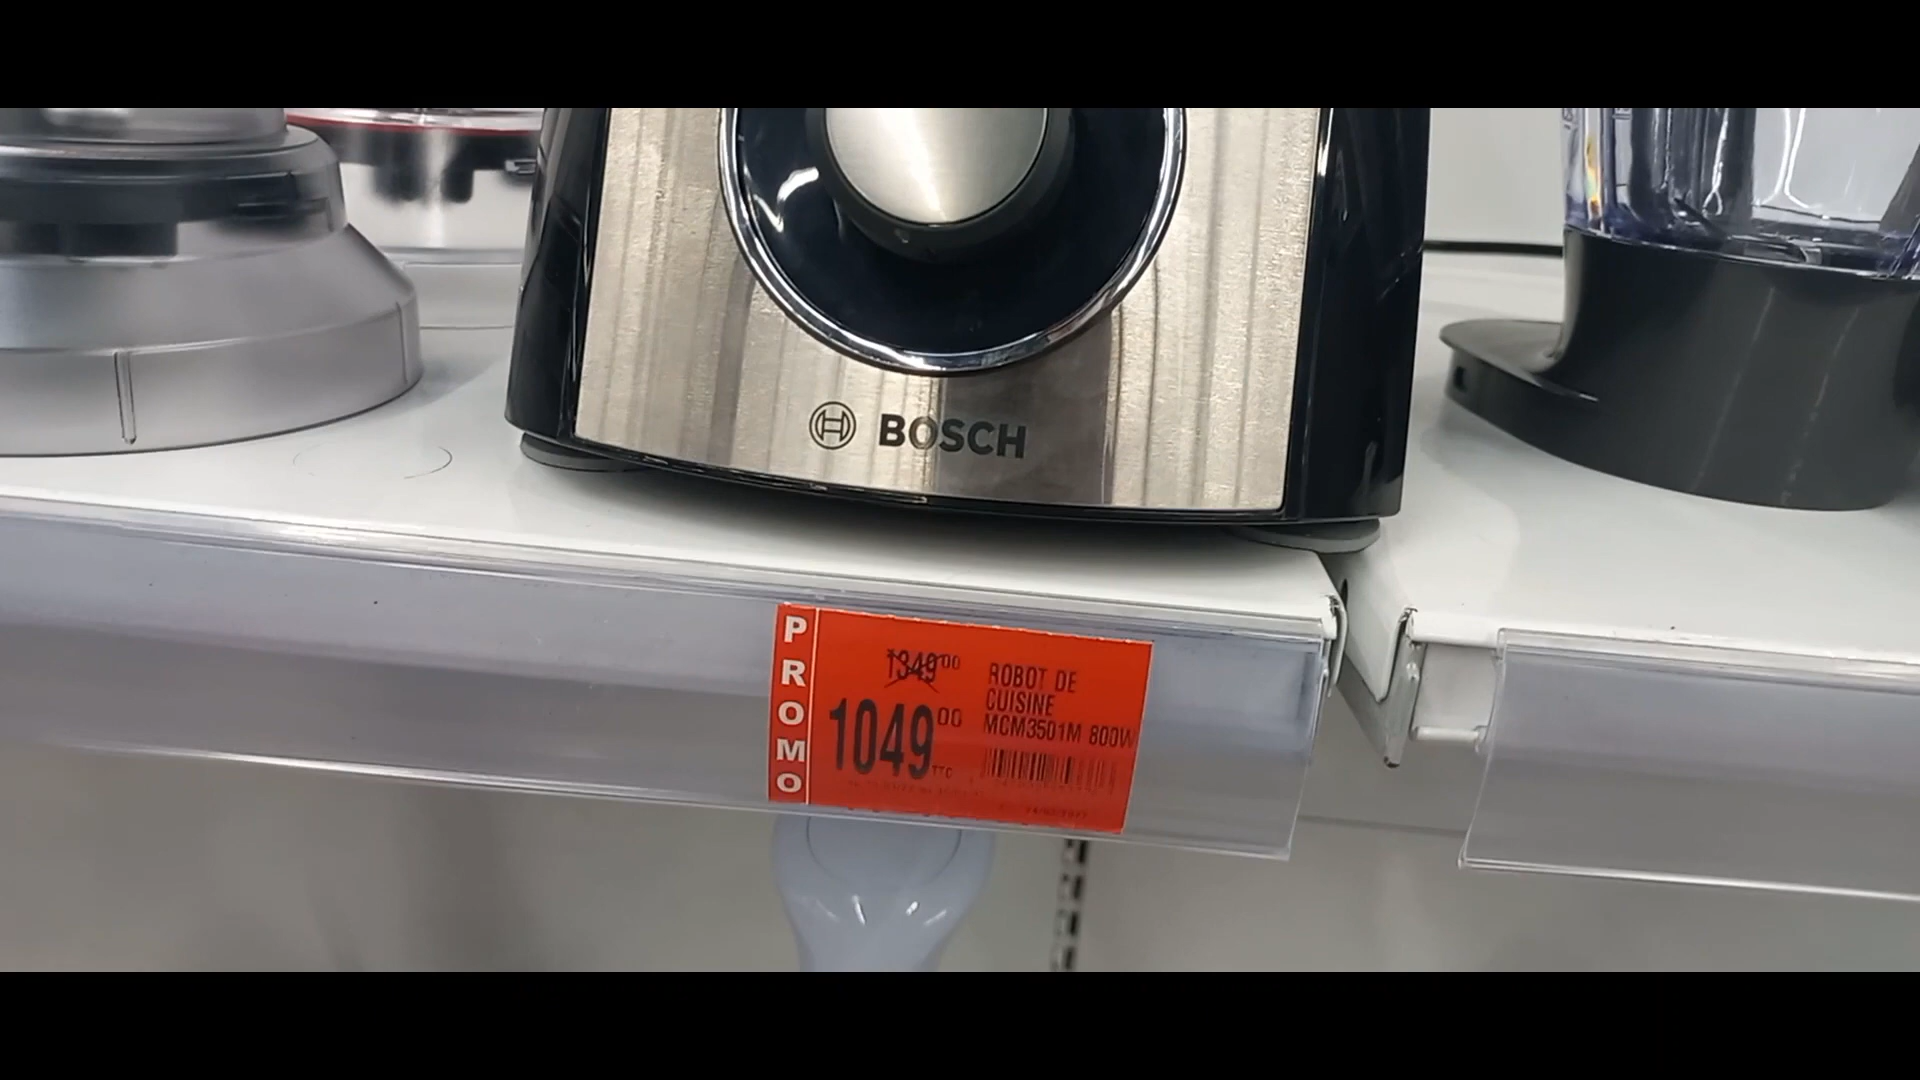 BOSCH
PROMO
1349 00
1049 00 TTC
ROBOT DE
CUISINE
MCM3501M 800W